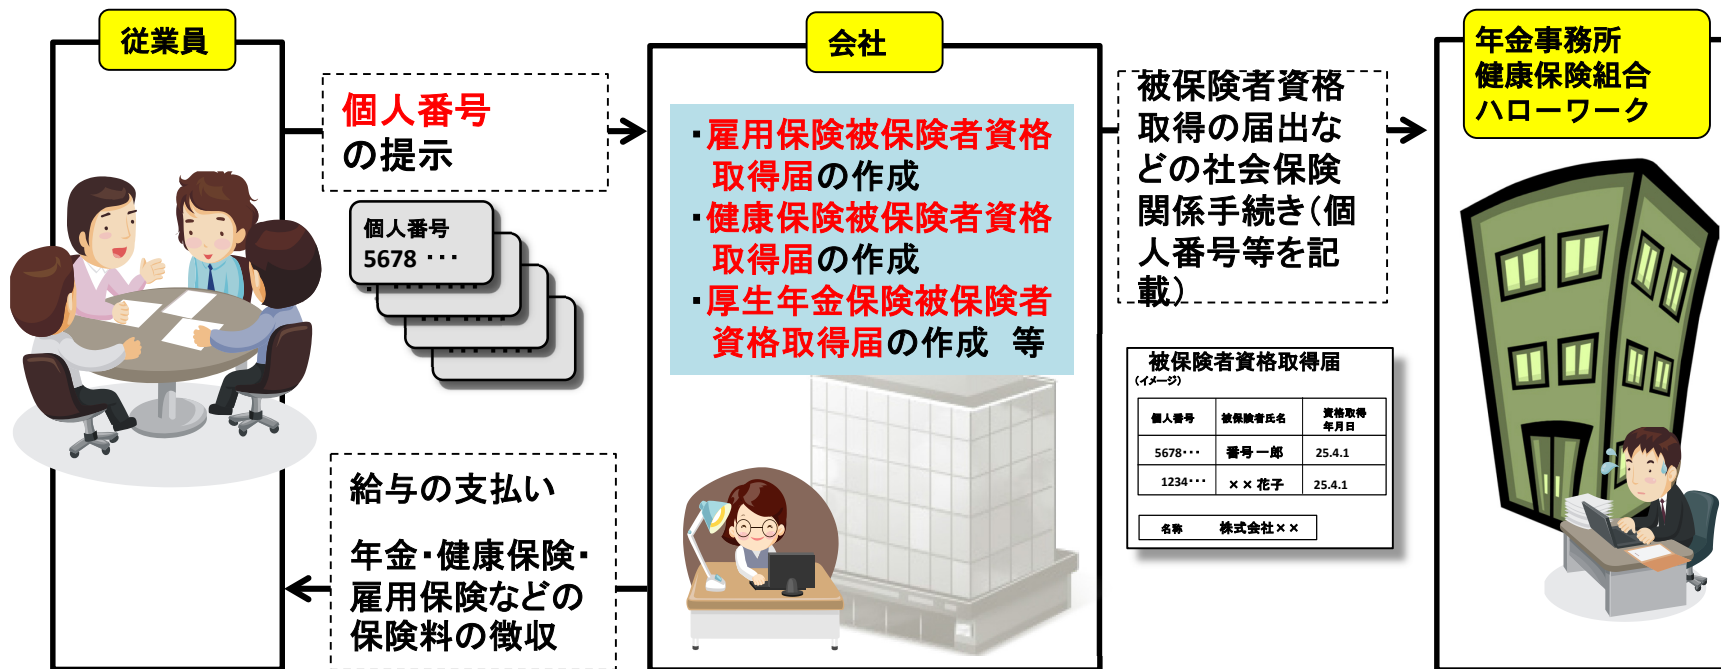 従業員
個人番号
の提示
個人番号
5678 ･･･
給与の支払い
年金・健康保険・
雇用保険などの
保険料の徴収
会社
・雇用保険被保険者資格
取得届の作成
・健康保険被保険者資格
取得届の作成
・厚生年金保険被保険者
資格取得届の作成　等
被保険者資格
取得の届出な
どの社会保険
関係手続き（個
人番号等を記
載）
被保険者資格取得届
（イメージ）
個人番号 被保険者氏名 資格取得
年月日
5678･･･ 番号一郎 25.4.1
1234･･･ ××花子 25.4.1
名称 株式会社××
年金事務所
健康保険組合
ハローワーク